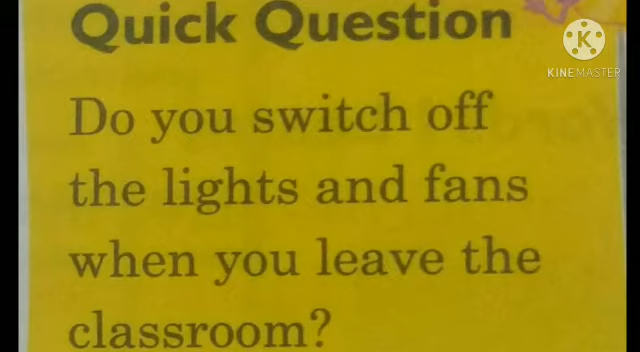 Quick Question
KINEMASTER
Do you switch off
the lights and fans
when you leave the
classroom?